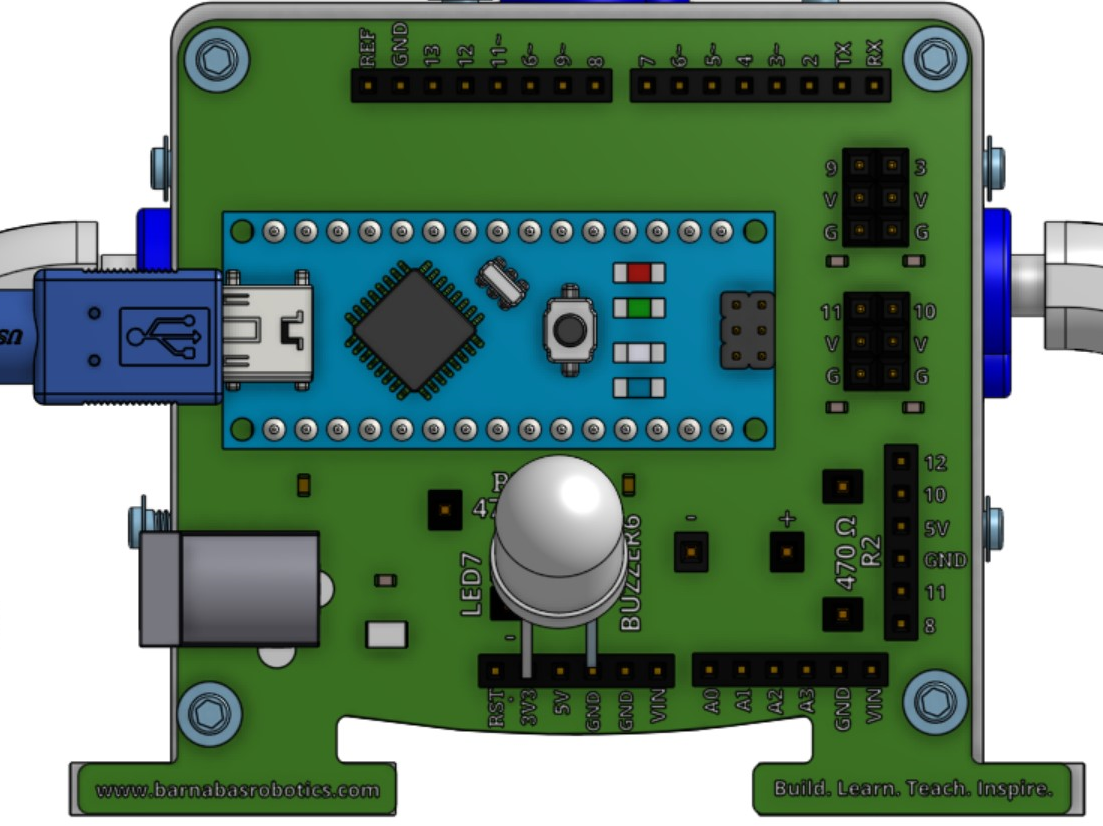 REF GND 13 12 11~ 6~ 9~ 8 7 6~ 5~ 4 3~ 2 TX RX
9 3
V V
G G
11 10
V V
G G
USB
12
10
5V
GND
11
8
LED7
BUZZER6
- +
470 Ω
R2
-
RST 3V3 5V GND GND VIN A0 A1 A2 A3 GND VIN
www.barnabasrobotics.com
Build. Learn. Teach. Inspire.